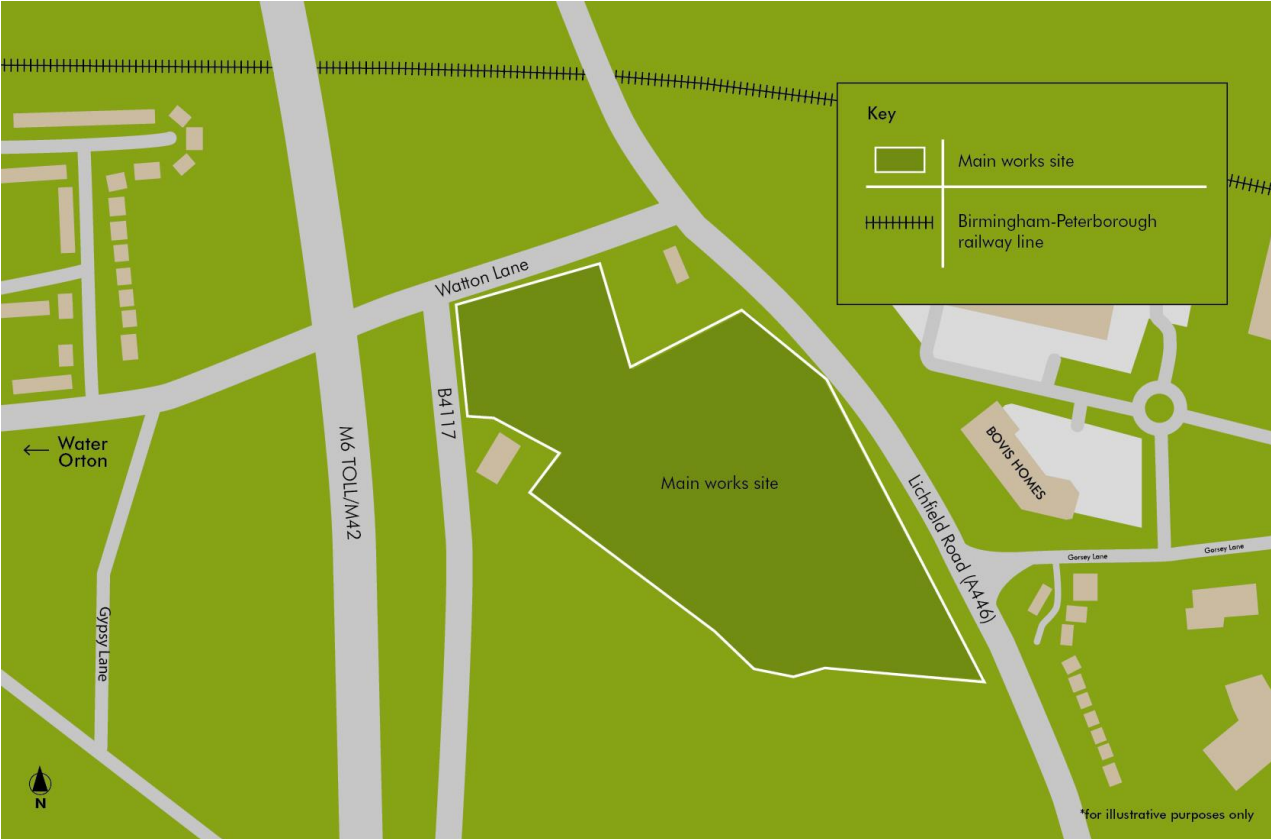 Key
Main works site
Birmingham-Peterborough
railway line
Watton Lane
B4117
M6 TOLL/M42
← Water
Orton
Gypsy Lane
Main works site
BOVIS HOMES
Lichfield Road (A446)
Gorsey Lane
Gorsey Lane
N
*for illustrative purposes only